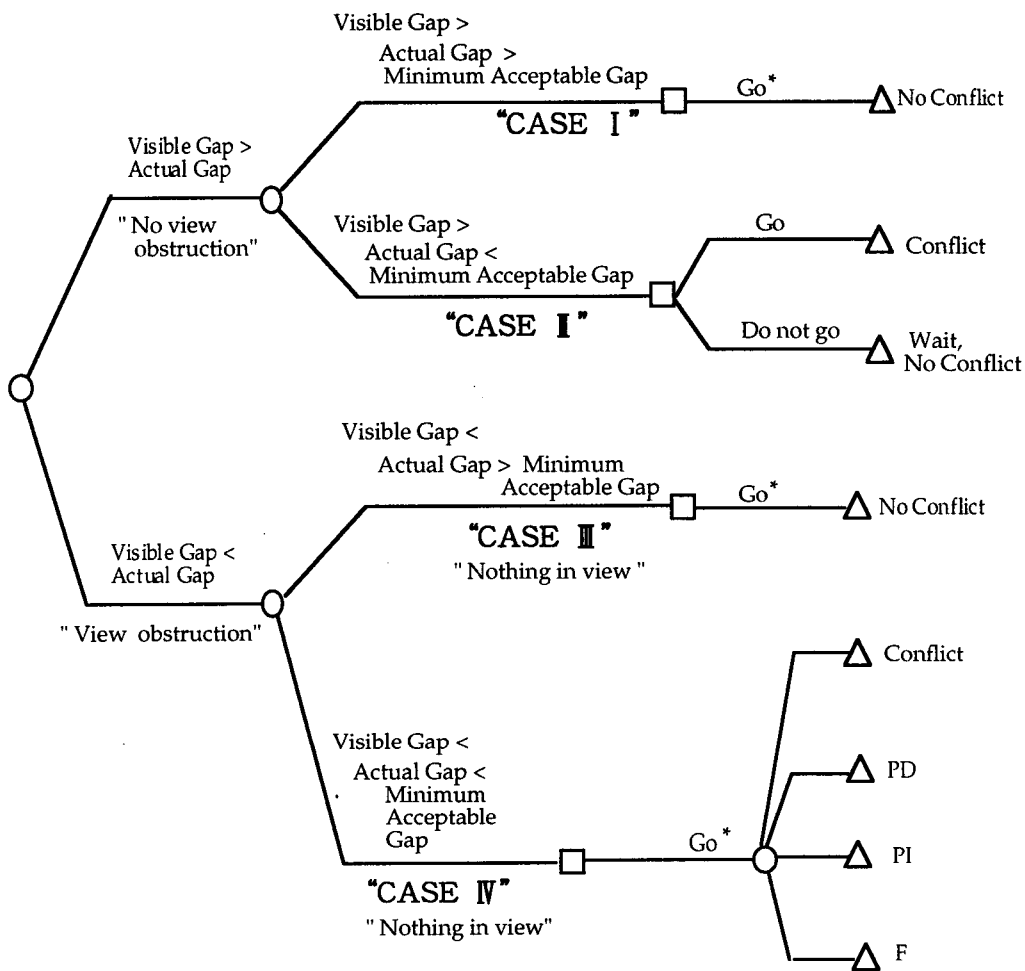 Visible Gap >
Actual Gap >
Minimum Acceptable Gap
Go*
No Conflict
"CASE I"
Visible Gap >
Actual Gap
" No view
obstruction"
Visible Gap >
Actual Gap <
Minimum Acceptable Gap
Go
Conflict
"CASE II"
Do not go
Wait,
No Conflict
Visible Gap <
Actual Gap > Minimum
Acceptable Gap
Go*
No Conflict
"CASE III"
" Nothing in view "
Visible Gap <
Actual Gap
" View obstruction"
Conflict
Visible Gap <
Actual Gap <
Minimum
Acceptable
Gap
PD
Go*
PI
"CASE IV"
" Nothing in view"
F